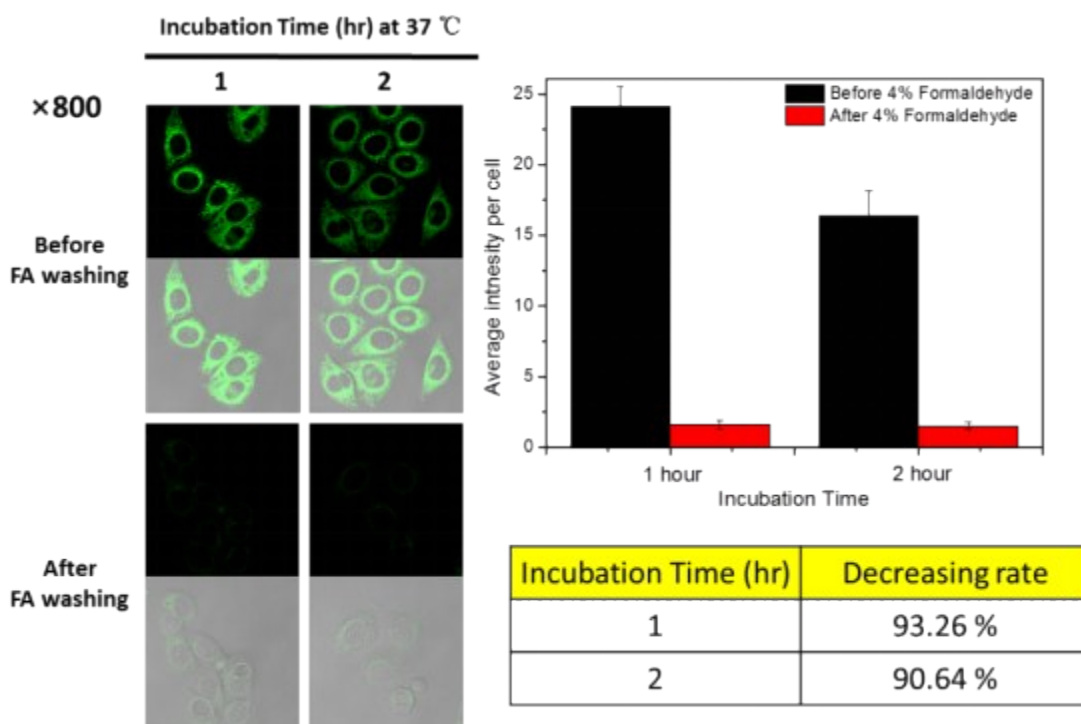 Incubation Time (hr) at 37 ℃
1 2
×800
Before
FA washing
After
FA washing
Before 4% Formaldehyde
After 4% Formaldehyde
Average intnesity per cell
25
20
15
10
5
0
1 hour 2 hour
Incubation Time
Incubation Time (hr) Decreasing rate
1 93.26 %
2 90.64 %